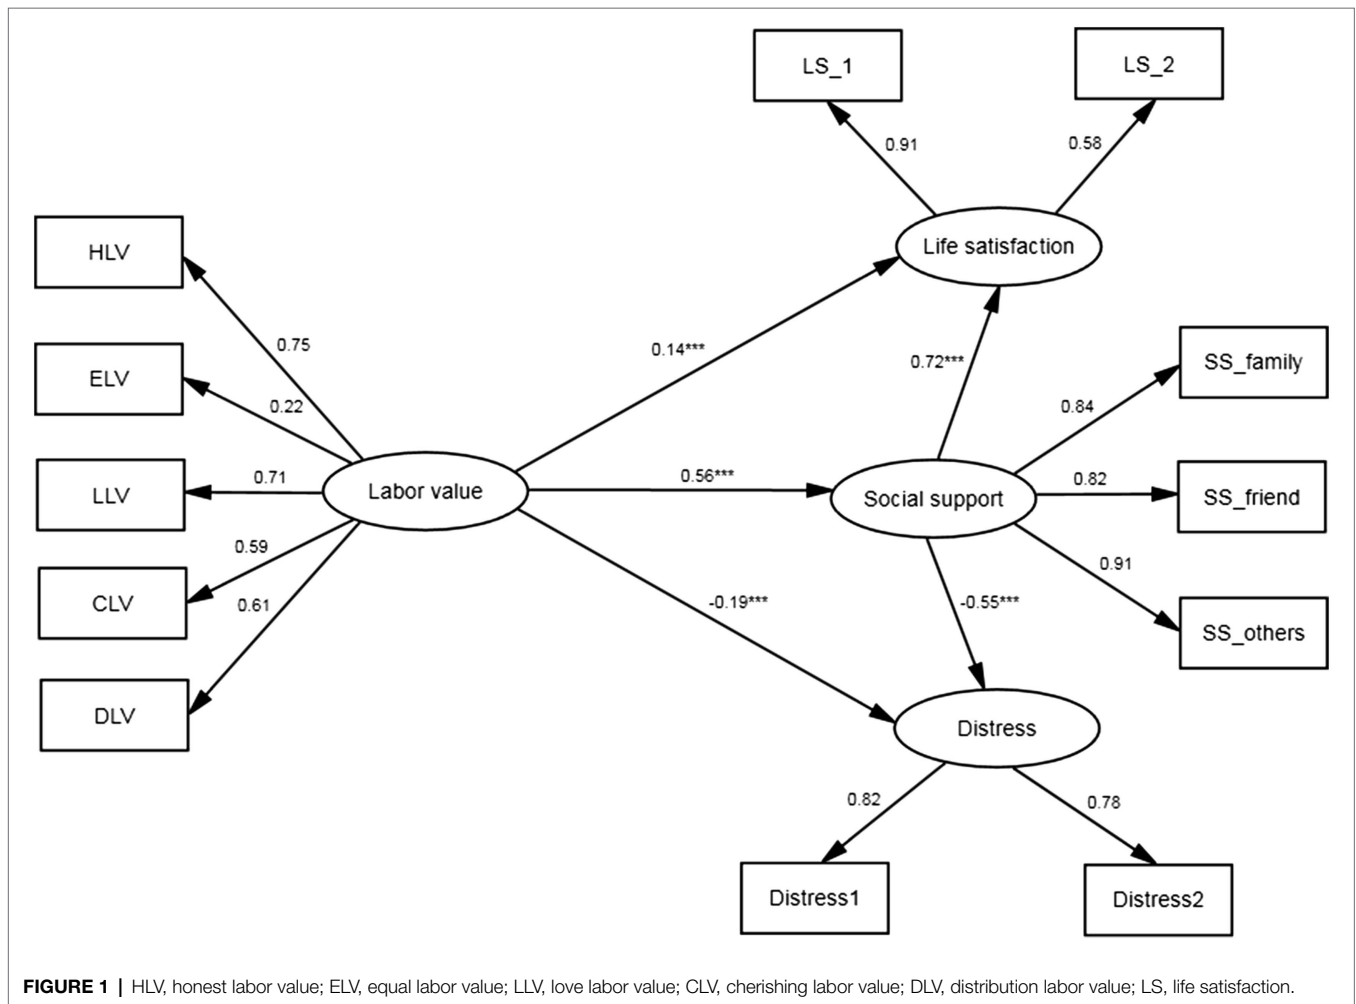 LS_1
LS_2
0.91
0.58
HLV
Life satisfaction
0.75
0.14***
0.72***
SS_family
ELV
0.22
0.84
0.71
0.56***
0.82
LLV
Labor value
Social support
SS_friend
0.59
0.91
CLV
0.61
-0.19***
-0.55***
SS_others
DLV
Distress
0.82
0.78
Distress1
Distress2
FIGURE 1 | HLV, honest labor value; ELV, equal labor value; LLV, love labor value; CLV, cherishing labor value; DLV, distribution labor value; LS, life satisfaction.